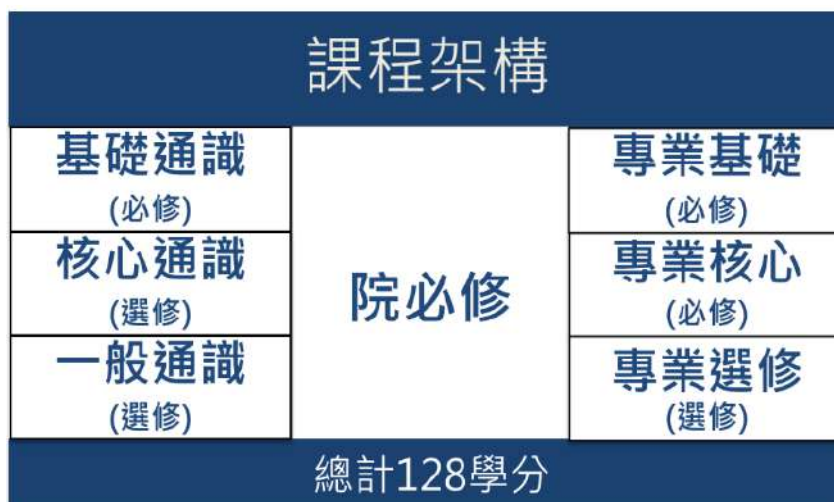 課程架構
基礎通識
(必修)
核心通識
(選修)
一般通識
(選修)
院必修
專業基礎
(必修)
專業核心
(必修)
專業選修
(選修)
總計128學分